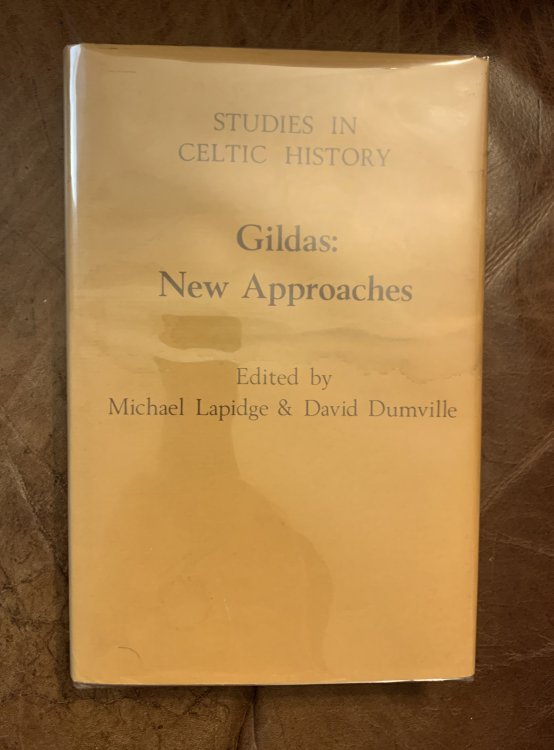 STUDIES IN
CELTIC HISTORY
Gildas:
New Approaches
Edited by
Michael Lapidge & David Dumville